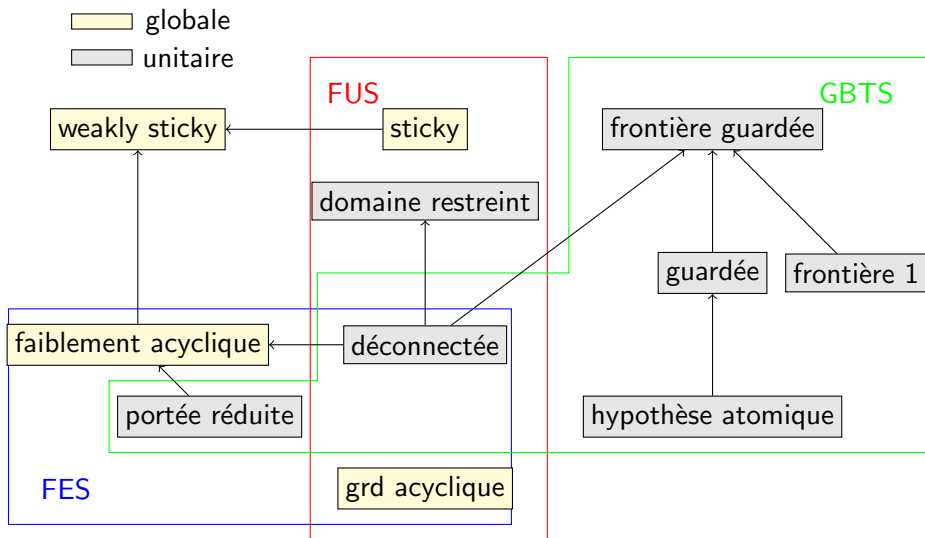 globale
unitaire
FUS
GBTS
weakly sticky
sticky
frontière guardée
domaine restreint
guardée
frontière 1
faiblement acyclique
déconnectée
portée réduite
hypothèse atomique
FES
grd acyclique